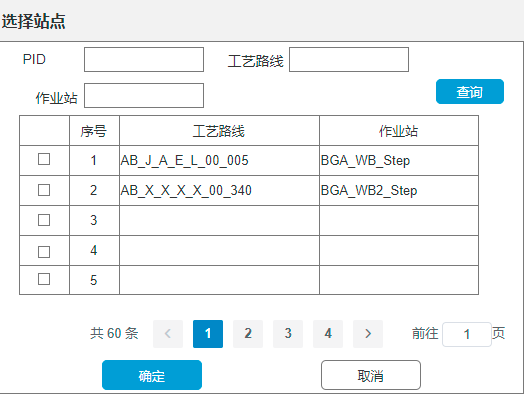 选择站点
PID 工艺路线
作业站 查询
序号 工艺路线 作业站
1 AB_J_A_E_L_00_005 BGA_WB_Step
2 AB_X_X_X_X_00_340 BGA_WB2_Step
3
4
5
共 60 条 < 1 2 3 4 > 前往 1 页
确定 取消